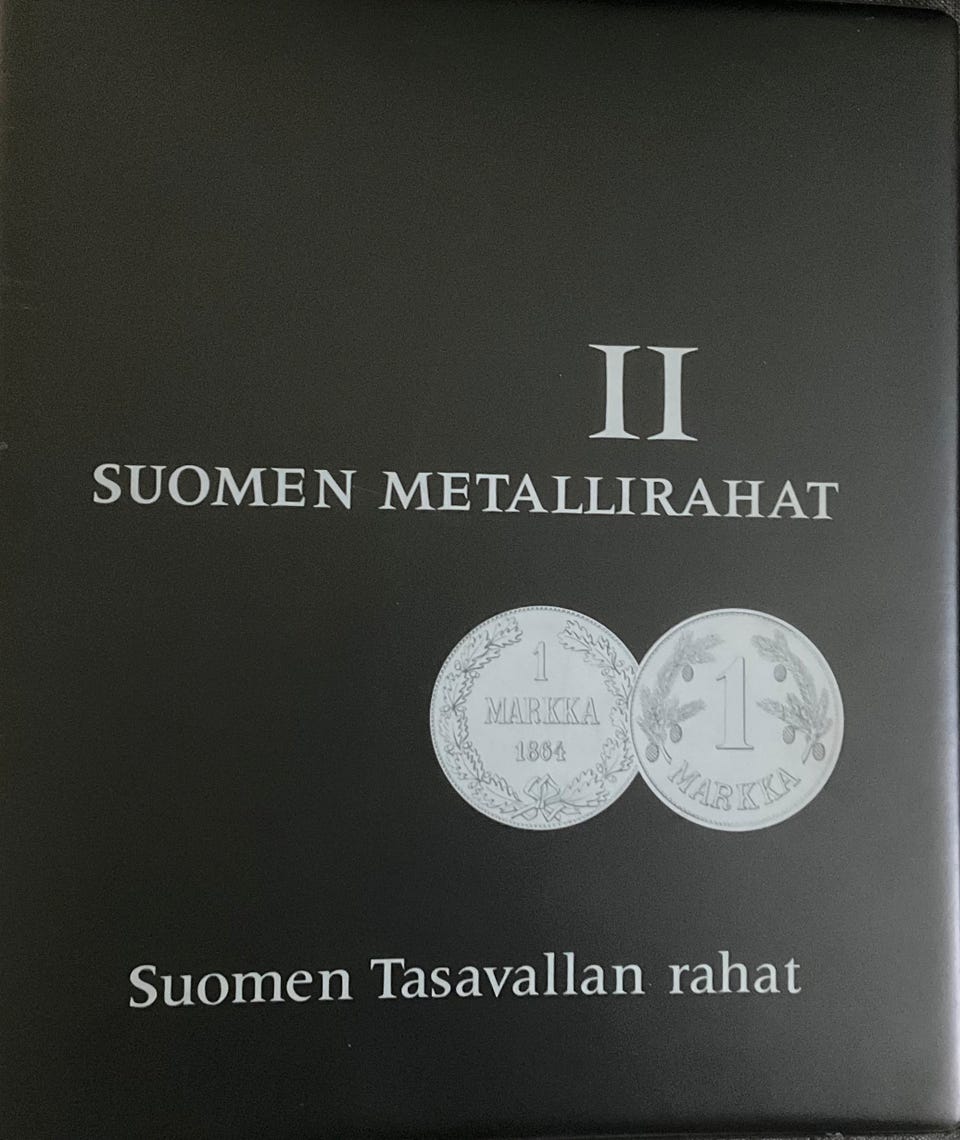 II
SUOMEN METALLIRAHAT
1
MARKKA
1864
1
MARKKA
Suomen Tasavallan rahat